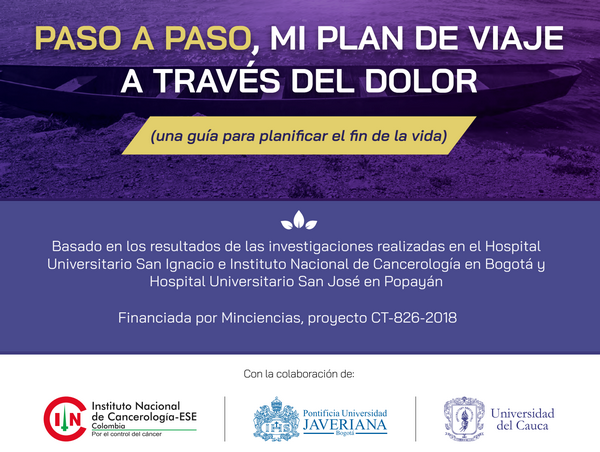 PASO A PASO, MI PLAN DE VIAJE
A TRAVÉS DEL DOLOR
(una guía para planificar el fin de la vida)
Basado en los resultados de las investigaciones realizadas en el Hospital
Universitario San Ignacio e Instituto Nacional de Cancerología en Bogotá y
Hospital Universitario San José en Popayán
Financiada por Minciencias, proyecto CT-826-2018
Con la colaboración de:
Instituto Nacional
de Cancerología-ESE
Colombia
Por el control del cáncer
Pontificia Universidad
JAVERIANA
Bogotá
Universidad
del Cauca